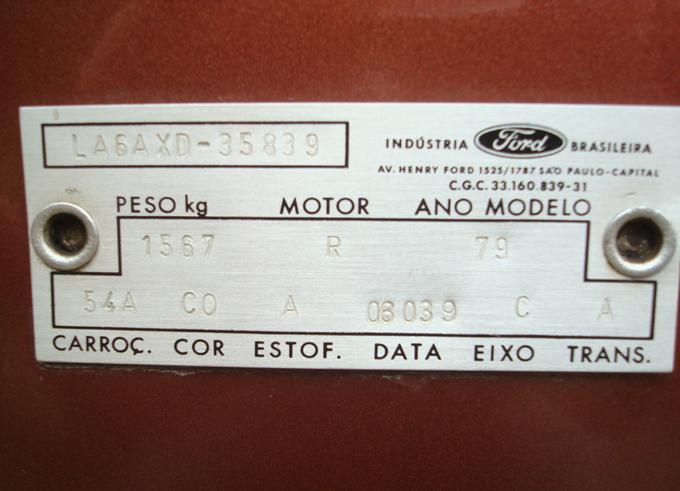 LA6AXD-35839
INDÚSTRIA Ford BRASILEIRA
AV. HENRY FORD 1525/1787 SÃO PAULO-CAPITAL
C.G.C. 33.160.839-31
PESO kg MOTOR ANO MODELO
1567 R 79
54A CO A 08039 C A
CARROÇ. COR ESTOF. DATA EIXO TRANS.